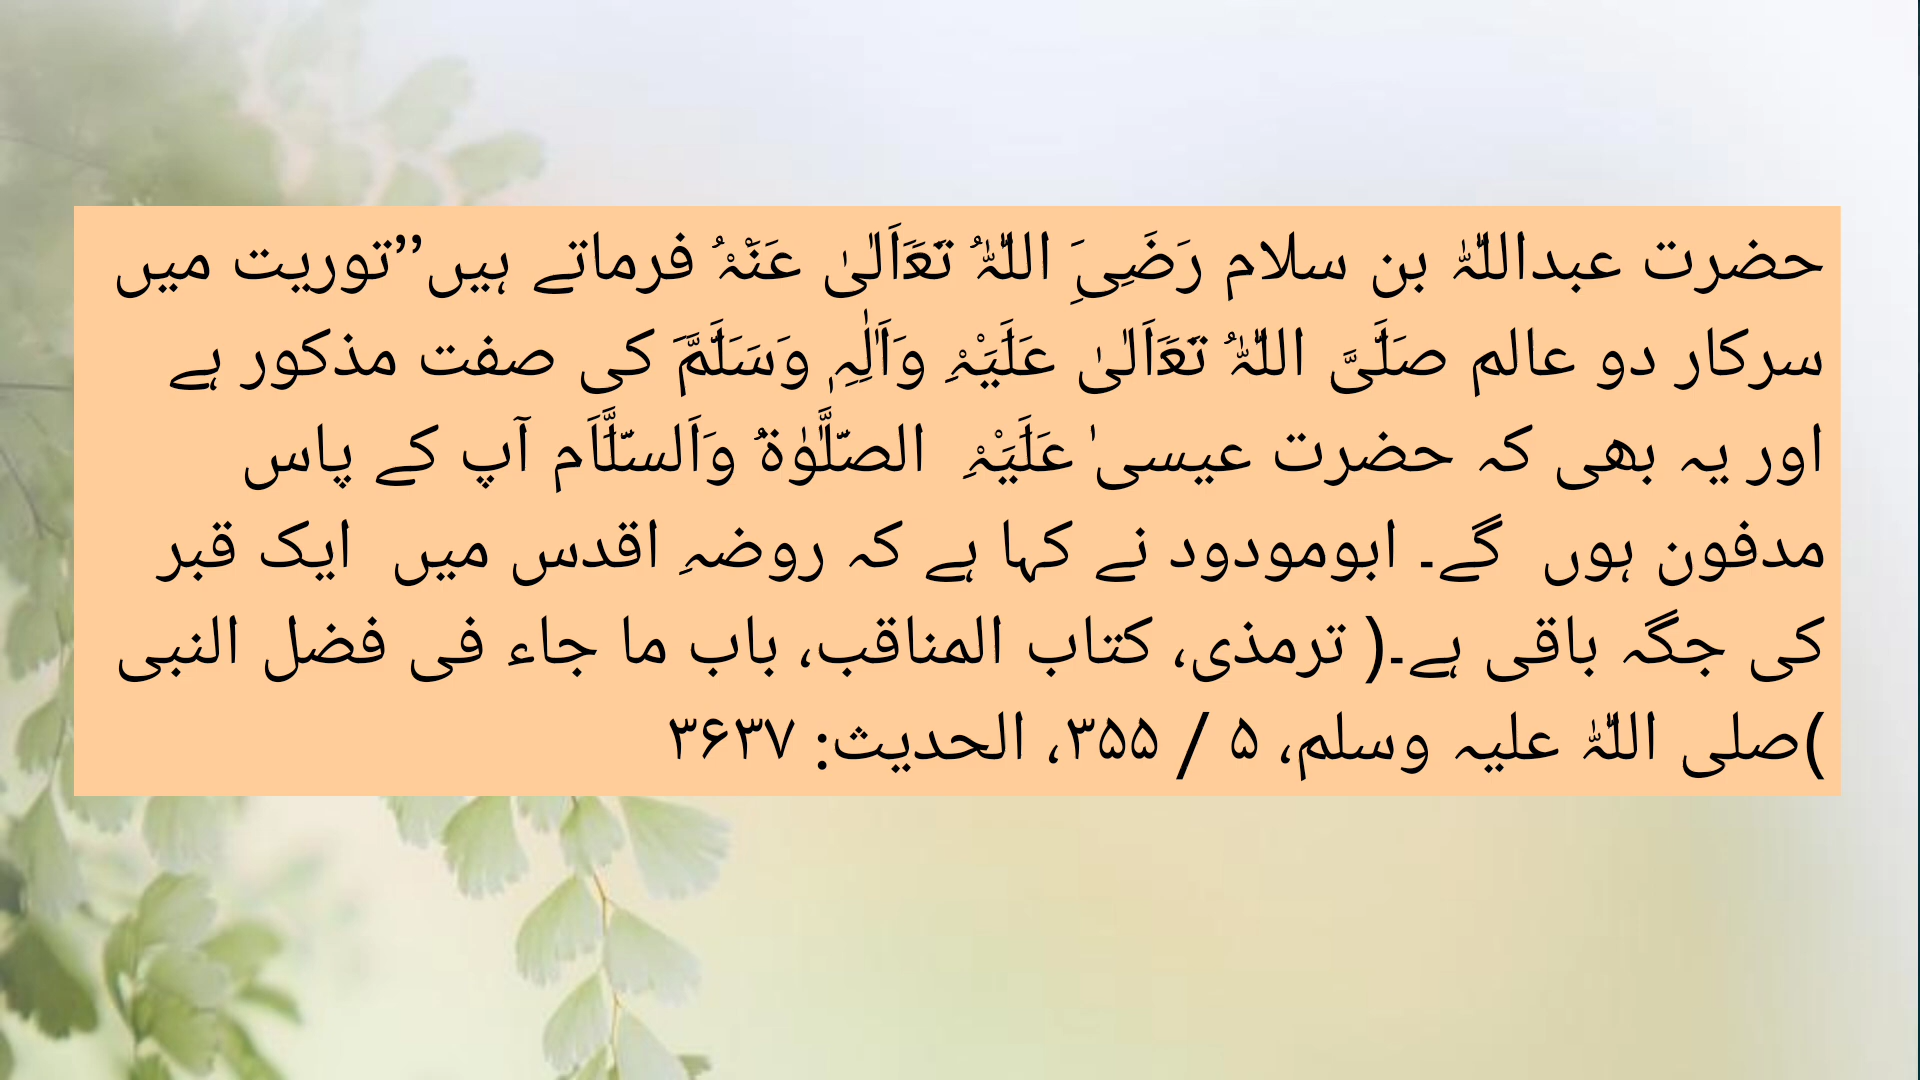 حضرت عبداللّٰہ بن سلام رَضَیِ اللّٰہُ تَعَالٰی عَنْہُ فرماتے ہیں’’توریت میں
سرکار دو عالم صَلَّی اللّٰہُ تَعَالٰی عَلَیْہِ وَاٰلِہٖ وَسَلَّمَ کی صفت مذکور ہے
اور یہ بھی کہ حضرت عیسیٰ عَلَیْہِ الصَّلٰوۃُ وَالسَّلَام آپ کے پاس
مدفون ہوں گے۔ ابومودود نے کہا ہے کہ روضہِ اقدس میں ایک قبر
کی جگہ باقی ہے۔( ترمذی، کتاب المناقب، باب ما جاء فی فضل النبی
صلی اللّٰہ علیہ وسلم، ۵ / ۳۵۵، الحدیث: ۳۶۳۷)